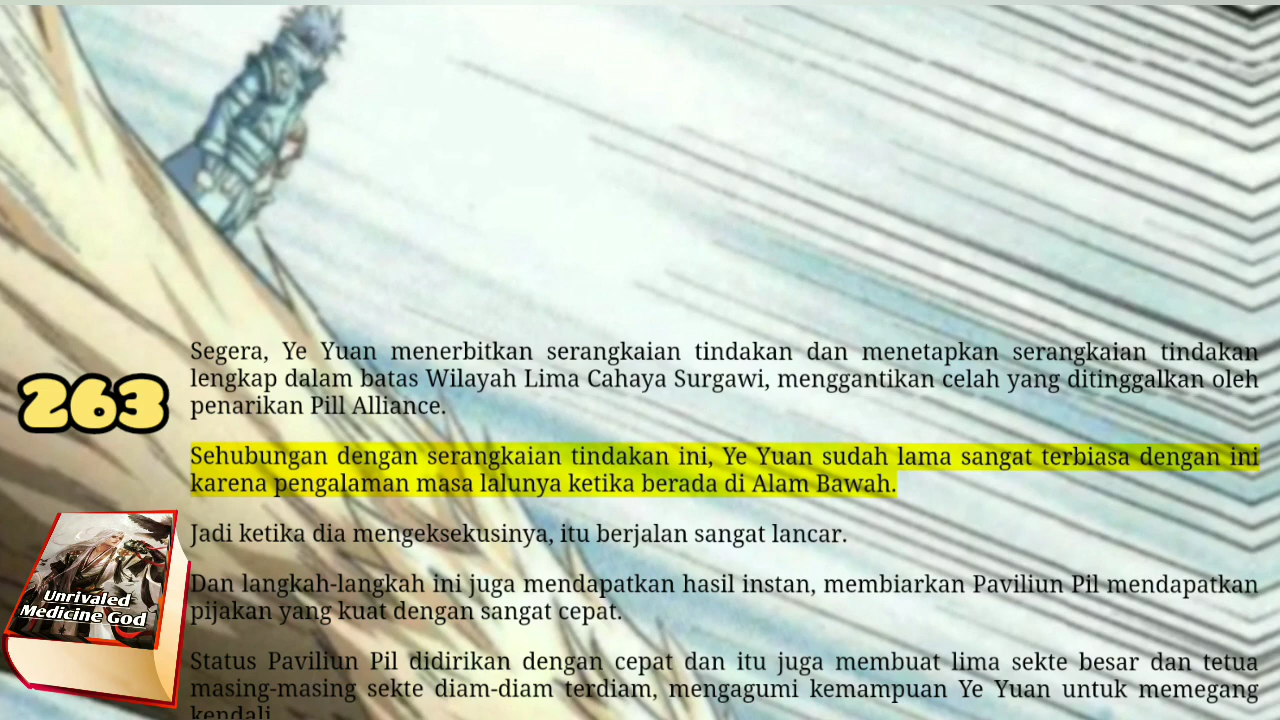 Segera, Ye Yuan menerbitkan serangkaian tindakan dan menetapkan serangkaian tindakan
lengkap dalam batas Wilayah Lima Cahaya Surgawi, menggantikan celah yang ditinggalkan oleh
penarikan Pill Alliance.
263
Sehubungan dengan serangkaian tindakan ini, Ye Yuan sudah lama sangat terbiasa dengan ini
karena pengalaman masa lalunya ketika berada di Alam Bawah.
Jadi ketika dia mengeksekusinya, itu berjalan sangat lancar.
Dan langkah-langkah ini juga mendapatkan hasil instan, membiarkan Paviliun Pil mendapatkan
pijakan yang kuat dengan sangat cepat.
Unrivaled
Medicine God
Status Paviliun Pil didirikan dengan cepat dan itu juga membuat lima sekte besar dan tetua
masing-masing sekte diam-diam terdiam, mengagumi kemampuan Ye Yuan untuk memegang
kendali.